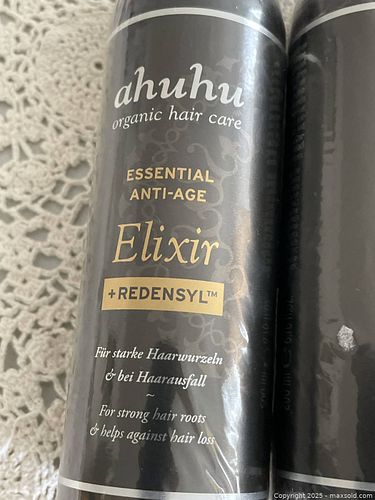 ahuhu
organic hair care
ESSENTIAL
ANTI-AGE
Elixir
+REDENSYL™
Für starke Haarwurzeln
& bei Haarausfall
~
For strong hair roots
& helps against hair loss
Copyright 2025 - maxsold.com